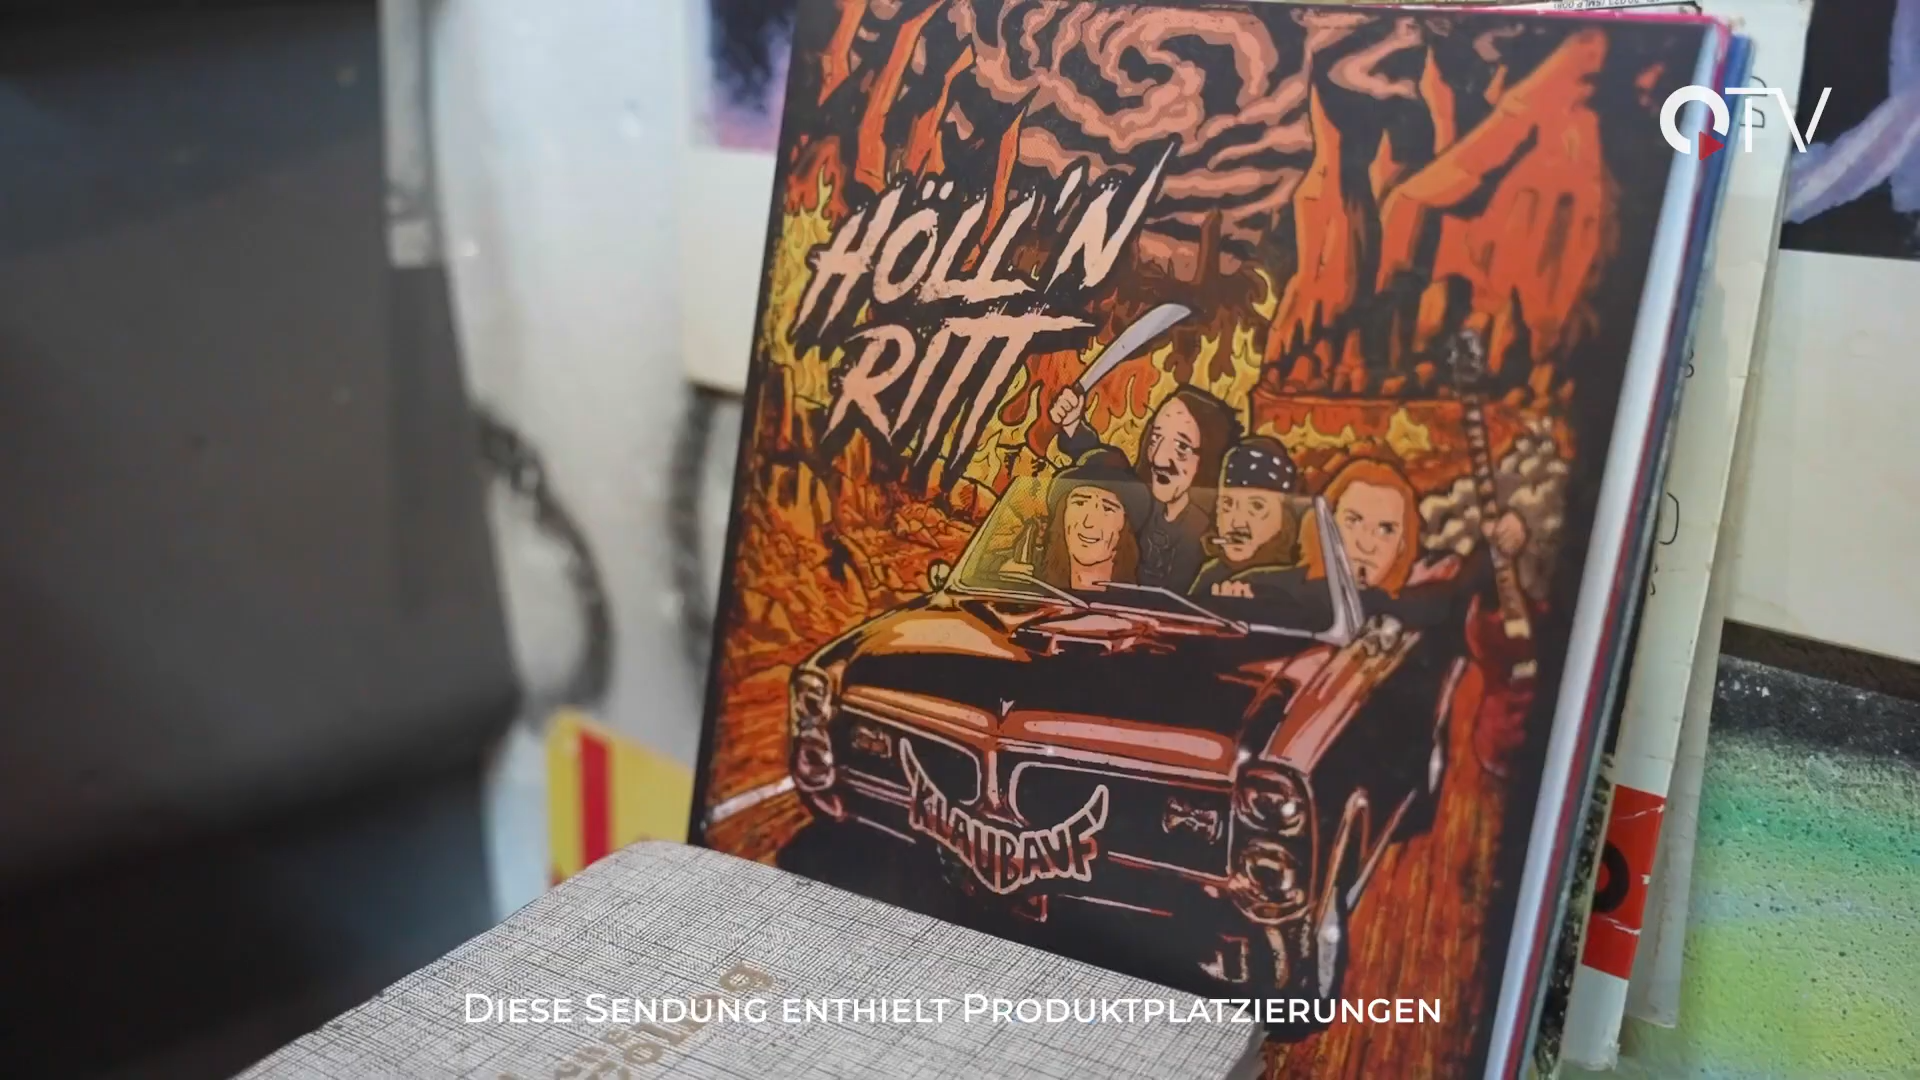 QTV
HÖLL'N
RITT
KLAUBAUF
DIESE SENDUNG ENTHIELT PRODUKTPLATZIERUNGEN